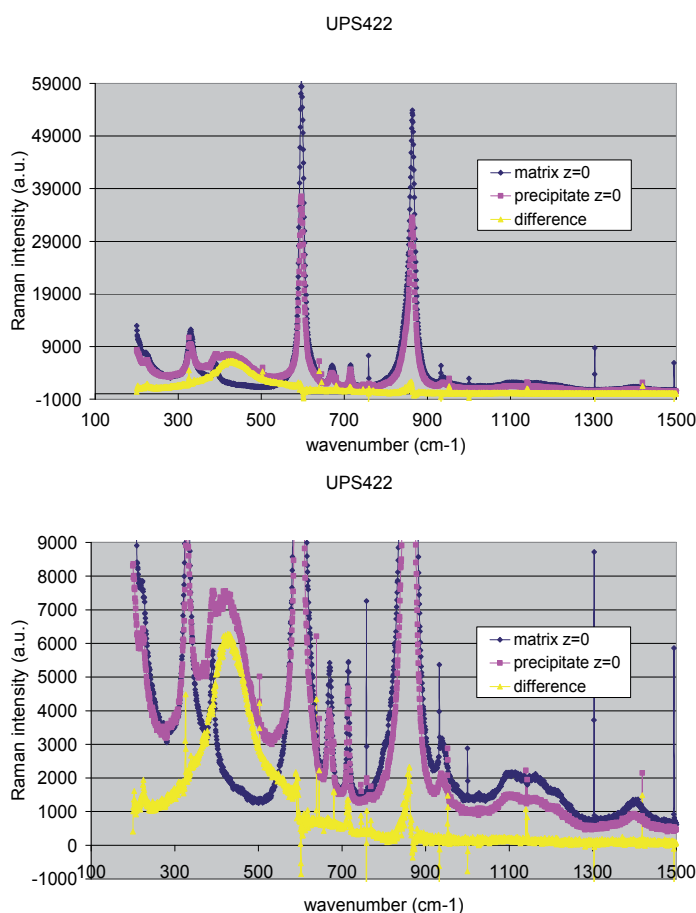 UPS422
59000
49000
39000
29000
19000
9000
-1000
Raman intensity (a.u.)
matrix z=0
precipitate z=0
difference
100 300 500 700 900 1100 1300 1500
wavenumber (cm-1)
UPS422
9000
8000
7000
6000
5000
4000
3000
2000
1000
0
-1000
Raman intensity (a.u.)
matrix z=0
precipitate z=0
difference
100 300 500 700 900 1100 1300 1500
wavenumber (cm-1)